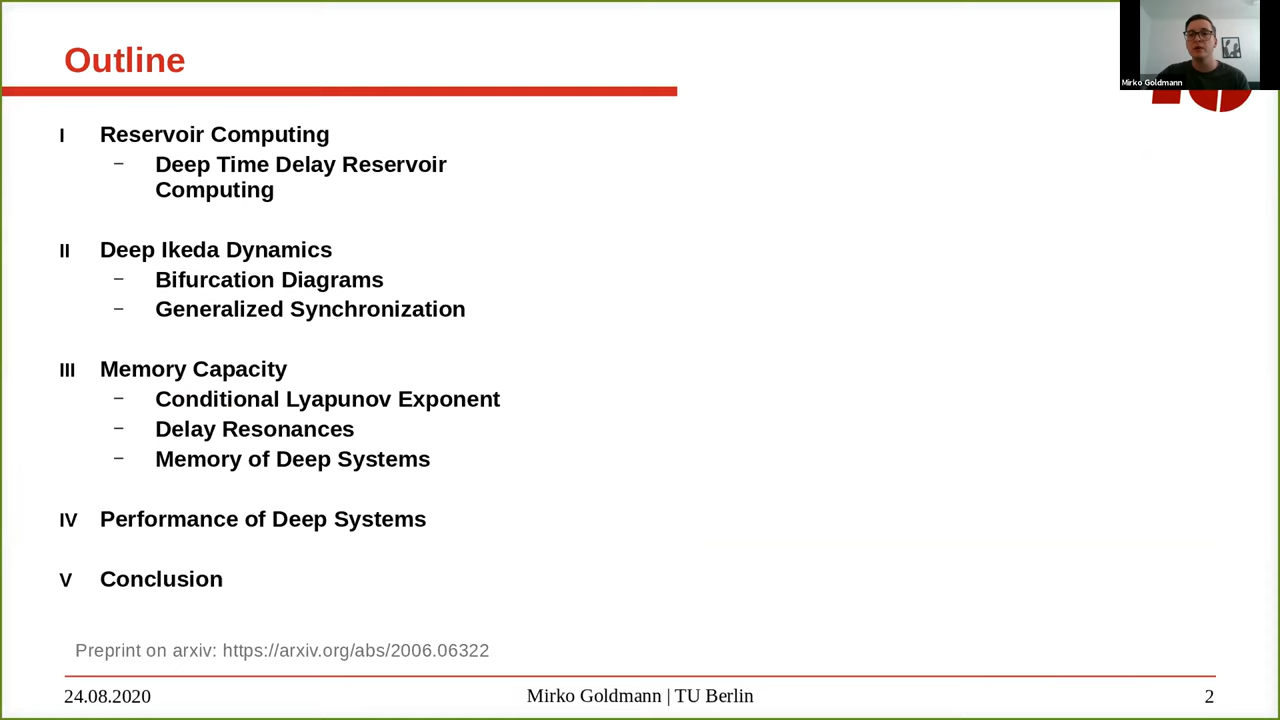 Outline
Mirko Goldmann
I Reservoir Computing
– Deep Time Delay Reservoir
Computing
II Deep Ikeda Dynamics
– Bifurcation Diagrams
– Generalized Synchronization
III Memory Capacity
– Conditional Lyapunov Exponent
– Delay Resonances
– Memory of Deep Systems
IV Performance of Deep Systems
V Conclusion
Preprint on arxiv: https://arxiv.org/abs/2006.06322
24.08.2020 Mirko Goldmann | TU Berlin 2